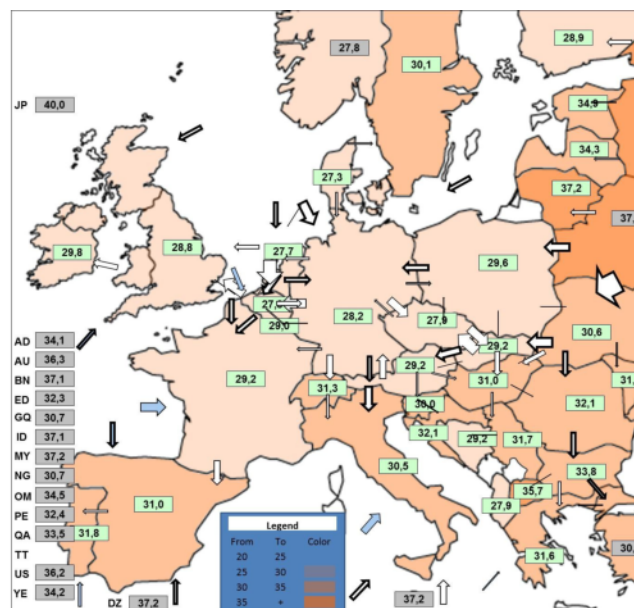 27,8
28,9
30,1
JP 40,0
34,9
34,3
27,3
37,2
37,
29,8
28,8
27,7
29,6
27,
29,0
28,2
27,9
30,6
29,2
29,2
29,2
31,3
31,0
31,
30,0
32,1
32,1
29,2
31,7
30,5
33,8
35,7
27,9
31,0
31,8
31,6
30,
AD 34,1
AU 36,3
BN 37,1
ED 32,3
GQ 30,7
ID 37,1
MY 37,2
NG 30,7
OM 34,5
PE 32,4
QA 33,5
TT
US 36,2
YE 34,2
DZ 37,2
37,2
Legend
From To Color
20 25
25 30
30 35
35 +